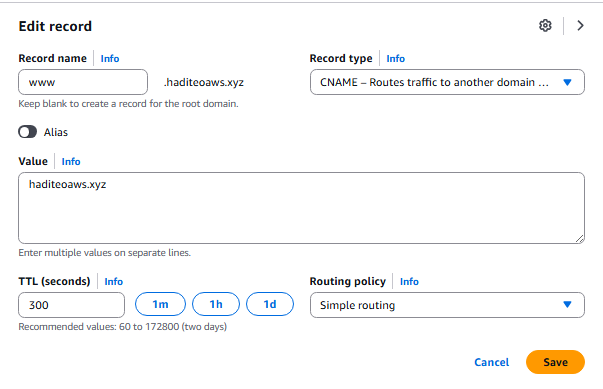 Edit record
Record name Info
www .haditeoaws.xyz
Keep blank to create a record for the root domain.
Record type Info
CNAME – Routes traffic to another domain ...
Alias
Value Info
haditeoaws.xyz
Enter multiple values on separate lines.
TTL (seconds) Info
300 1m 1h 1d
Recommended values: 60 to 172800 (two days)
Routing policy Info
Simple routing
Cancel Save